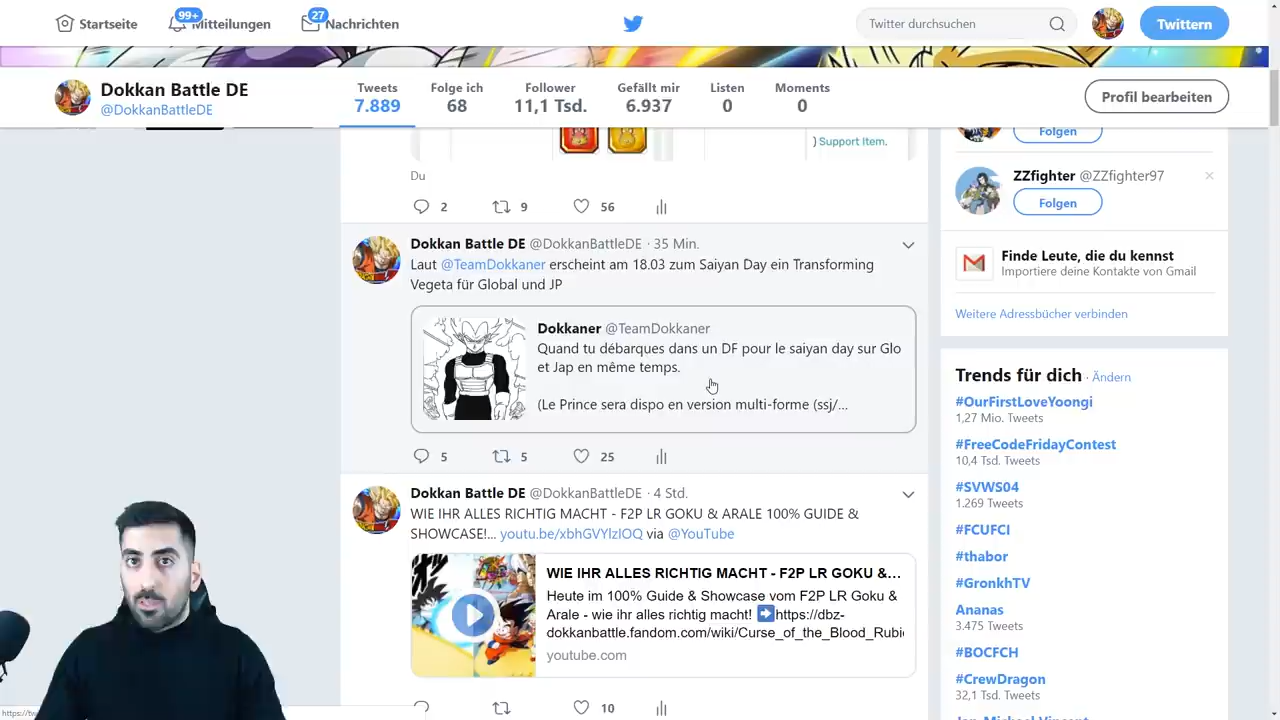 Startseite
99+
Mitteilungen
27
Nachrichten
Twitter durchsuchen
Twittern
Dokkan Battle DE
@DokkanBattleDE
Tweets
7.889
Folge ich
68
Follower
11,1 Tsd.
Gefällt mir
6.937
Listen
0
Moments
0
Profil bearbeiten
) Support Item.
Du
2
9
56
Dokkan Battle DE @DokkanBattleDE · 35 Min.
Laut @TeamDokkaner erscheint am 18.03 zum Saiyan Day ein Transforming
Vegeta für Global und JP
Dokkaner @TeamDokkaner
Quand tu débarques dans un DF pour le saiyan day sur Glo
et Jap en même temps.
(Le Prince sera dispo en version multi-forme (ssj/...
5
5
25
Dokkan Battle DE @DokkanBattleDE · 4 Std.
WIE IHR ALLES RICHTIG MACHT - F2P LR GOKU & ARALE 100% GUIDE &
SHOWCASE!... youtu.be/xbhGVYlzIOQ via @YouTube
WIE IHR ALLES RICHTIG MACHT - F2P LR GOKU &...
Heute im 100% Guide & Showcase vom F2P LR Goku &
Arale - wie ihr alles richtig macht! ➡https://dbz-
dokkanbattle.fandom.com/wiki/Curse_of_the_Blood_Rubi
youtube.com
10
Folgen
ZZfighter @ZZfighter97
Folgen
Finde Leute, die du kennst
Importiere deine Kontakte von Gmail
Weitere Adressbücher verbinden
Trends für dich · Ändern
#OurFirstLoveYoongi
1,27 Mio. Tweets
#FreeCodeFridayContest
10,4 Tsd. Tweets
#SVWS04
1.269 Tweets
#FCUFCI
#thabor
#GronkhTV
Ananas
3.475 Tweets
#BOCFCH
#CrewDragon
32,1 Tsd. Tweets
Jan-Michael Vincent